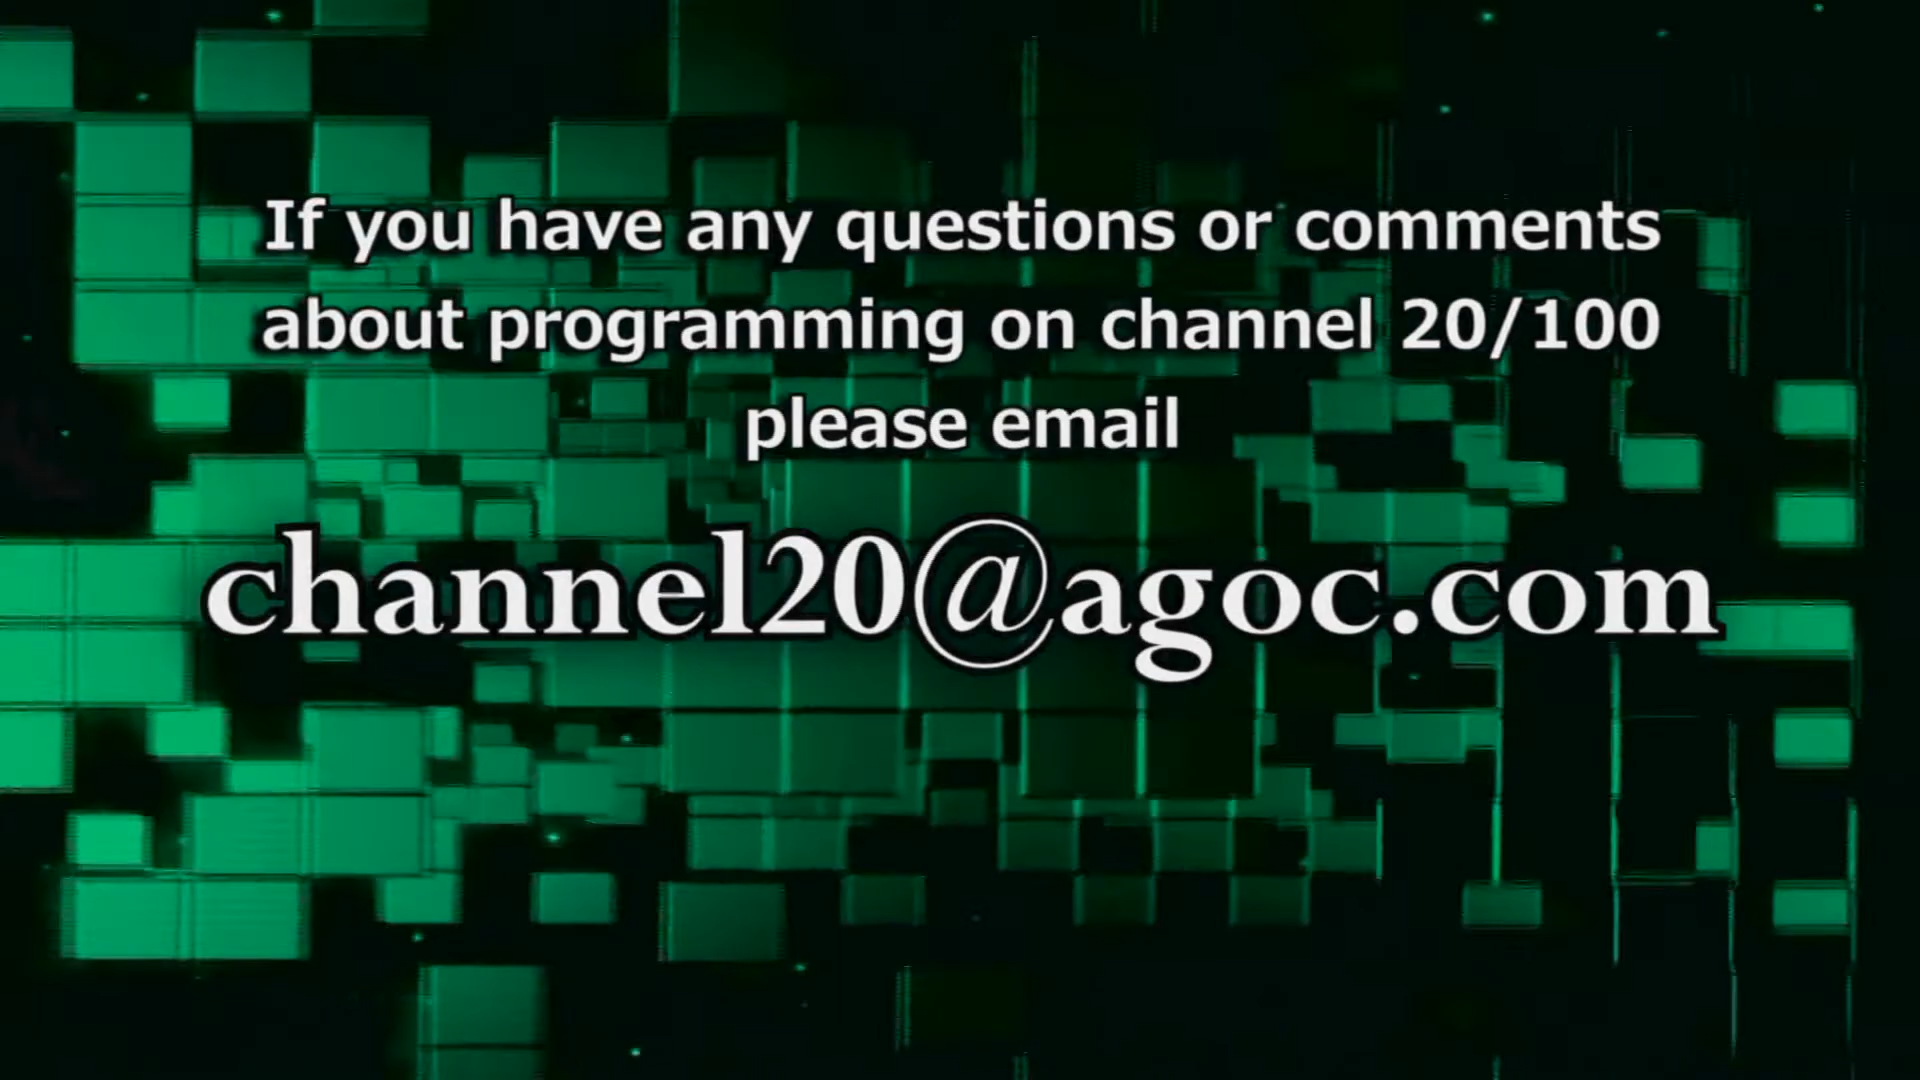 If you have any questions or comments
about programming on channel 20/100
please email
channel20@agoc.com